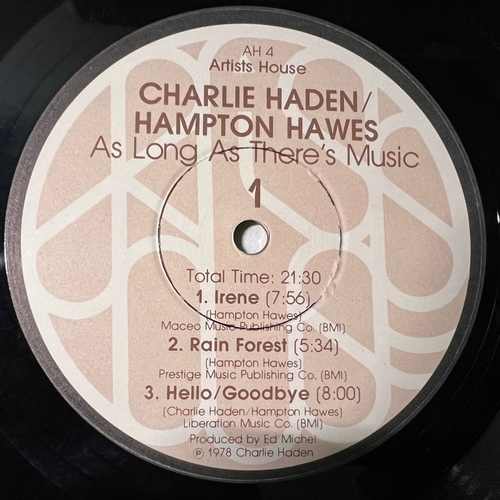 AH 4
Artists House
CHARLIE HADEN/
HAMPTON HAWES
As Long As There's Music
1
Total Time: 21:30
1. Irene (7:56)
(Hampton Hawes)
Maceo Music Publishing Co. (BMI)
2. Rain Forest (5:34)
(Hampton Hawes)
Prestige Music Publishing Co. (BMI)
3. Hello/Goodbye (8:00)
(Charlie Haden/Hampton Hawes)
Liberation Music Co. (BMI)
Produced by Ed Michel
℗ 1978 Charlie Haden